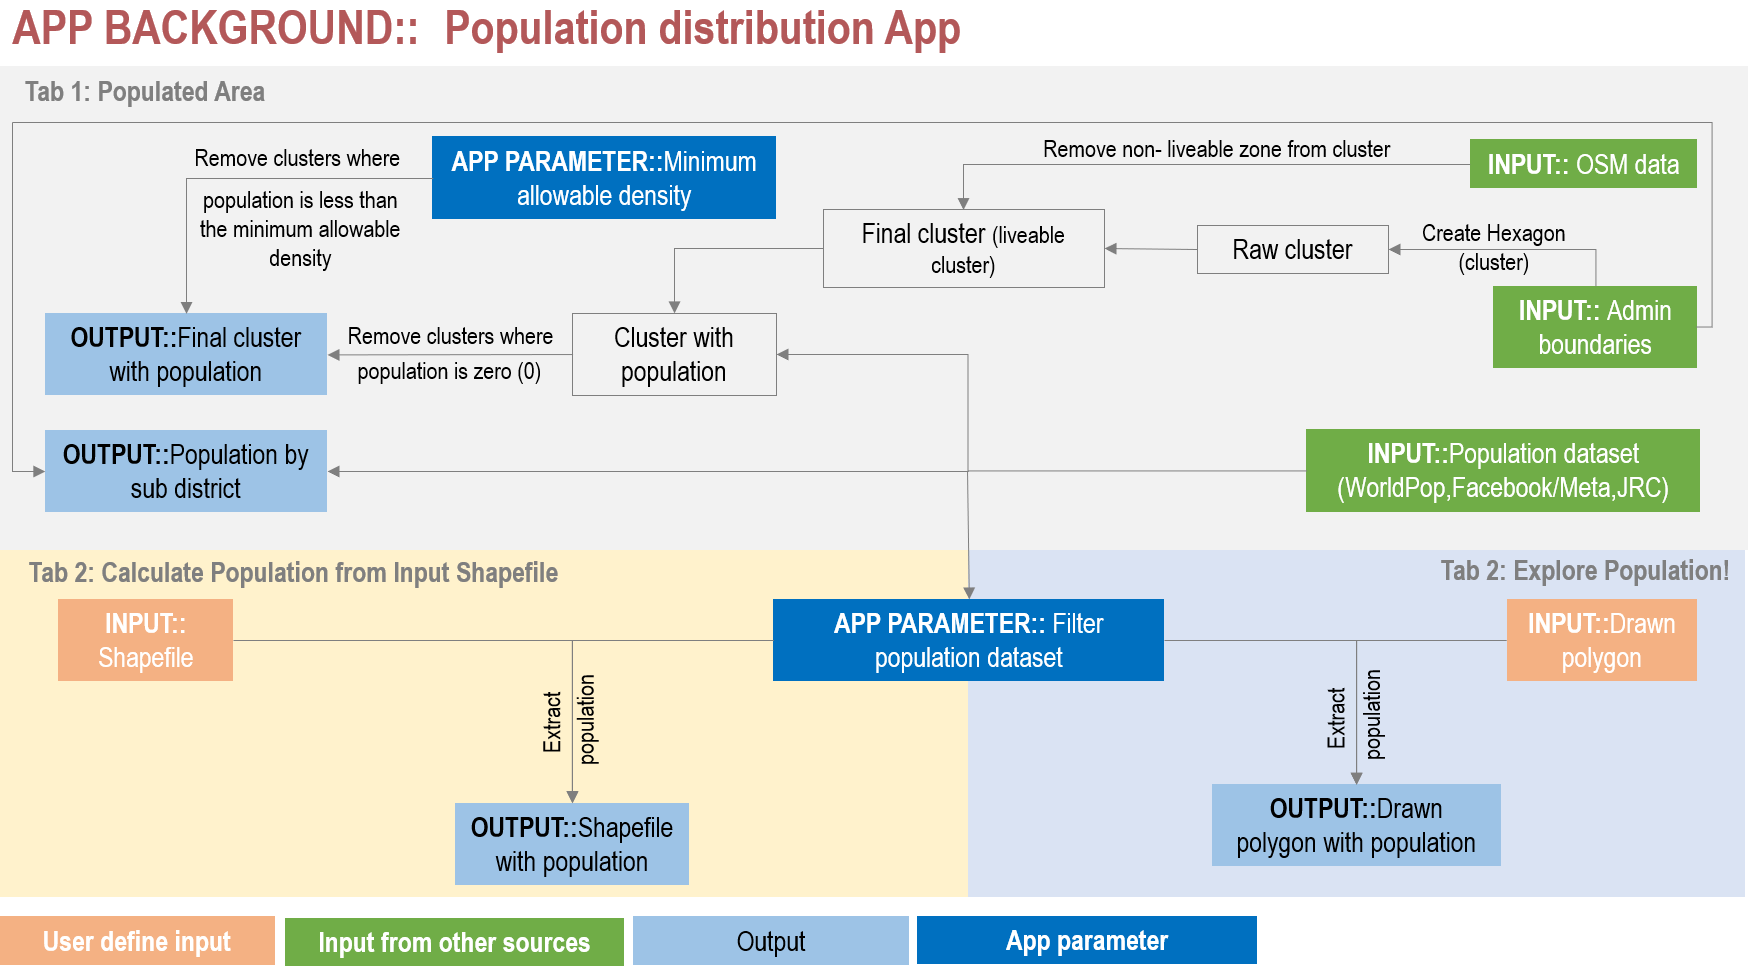 APP BACKGROUND::  Population distribution App
Tab 1: Populated Area
Remove clusters where
population is less than
the minimum allowable
density
APP PARAMETER::Minimum
allowable density
Remove non- liveable zone from cluster
INPUT:: OSM data
Final cluster (liveable
cluster)
Raw cluster
Create Hexagon
(cluster)
INPUT:: Admin
boundaries
OUTPUT::Final cluster
with population
Remove clusters where
population is zero (0)
Cluster with
population
OUTPUT::Population by
sub district
INPUT::Population dataset
(WorldPop,Facebook/Meta,JRC)
Tab 2: Calculate Population from Input Shapefile
Tab 2: Explore Population!
INPUT::
Shapefile
APP PARAMETER:: Filter
population dataset
INPUT::Drawn
polygon
Extract
population
Extract
population
OUTPUT::Shapefile
with population
OUTPUT::Drawn
polygon with population
User define input
Input from other sources
Output
App parameter